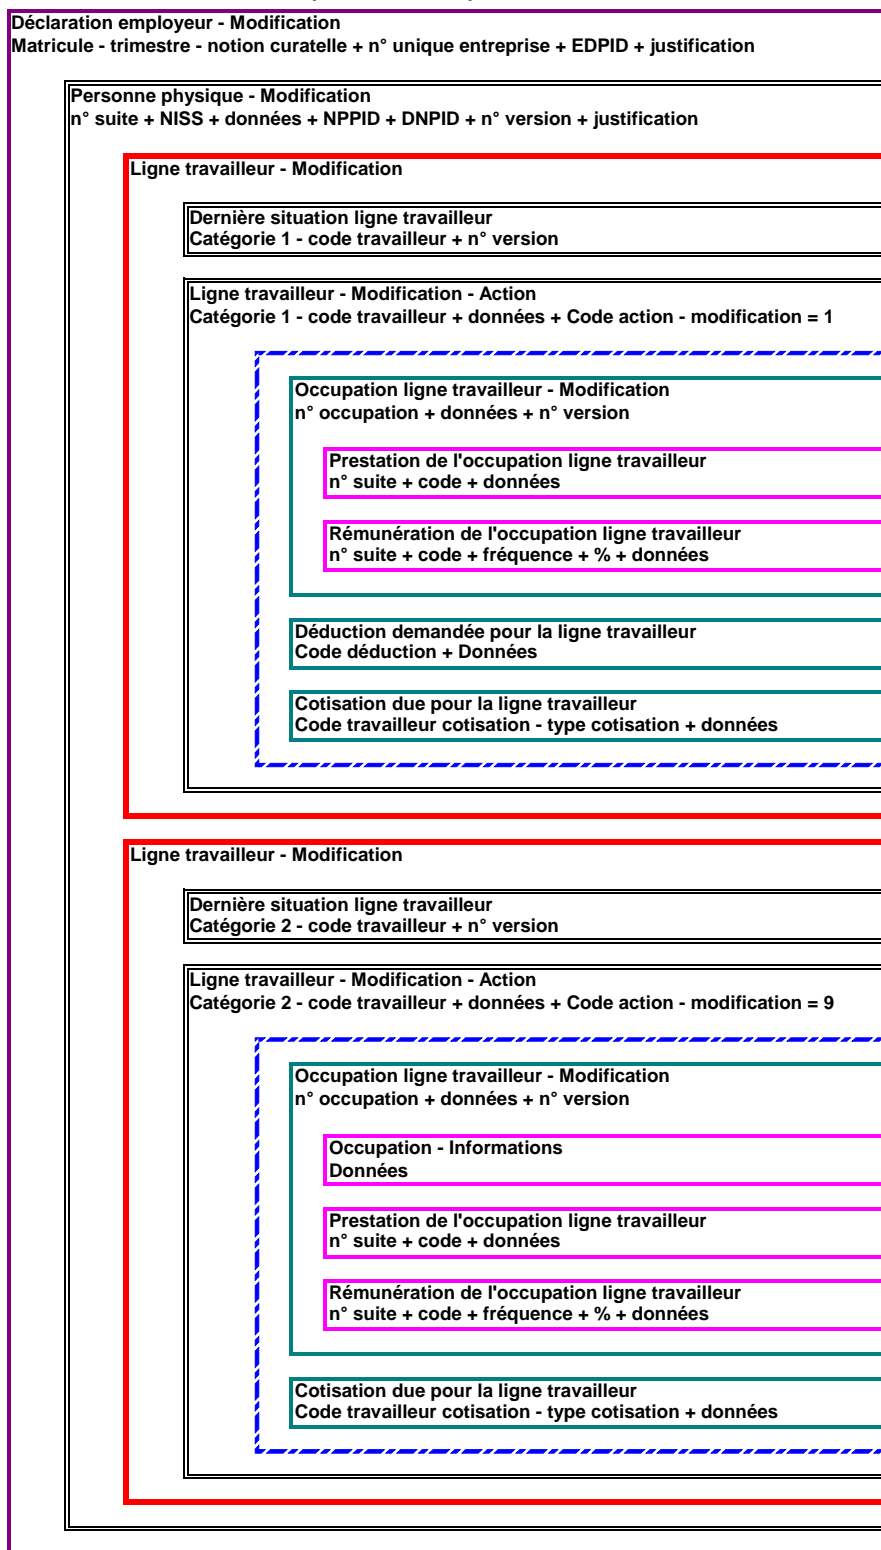 Déclaration employeur - Modification
Matricule - trimestre - notion curatelle + n° unique entreprise + EDPID + justification
Personne physique - Modification
n° suite + NISS + données + NPPID + DNPID + n° version + justification
Ligne travailleur - Modification
Dernière situation ligne travailleur
Catégorie 1 - code travailleur + n° version
Ligne travailleur - Modification - Action
Catégorie 1 - code travailleur + données + Code action - modification = 1
Occupation ligne travailleur - Modification
n° occupation + données + n° version
Prestation de l'occupation ligne travailleur
n° suite + code + données
Rémunération de l'occupation ligne travailleur
n° suite + code + fréquence + % + données
Déduction demandée pour la ligne travailleur
Code déduction + Données
Cotisation due pour la ligne travailleur
Code travailleur cotisation - type cotisation + données
Ligne travailleur - Modification
Dernière situation ligne travailleur
Catégorie 2 - code travailleur + n° version
Ligne travailleur - Modification - Action
Catégorie 2 - code travailleur + données + Code action - modification = 9
Occupation ligne travailleur - Modification
n° occupation + données + n° version
Occupation - Informations
Données
Prestation de l'occupation ligne travailleur
n° suite + code + données
Rémunération de l'occupation ligne travailleur
n° suite + code + fréquence + % + données
Cotisation due pour la ligne travailleur
Code travailleur cotisation - type cotisation + données